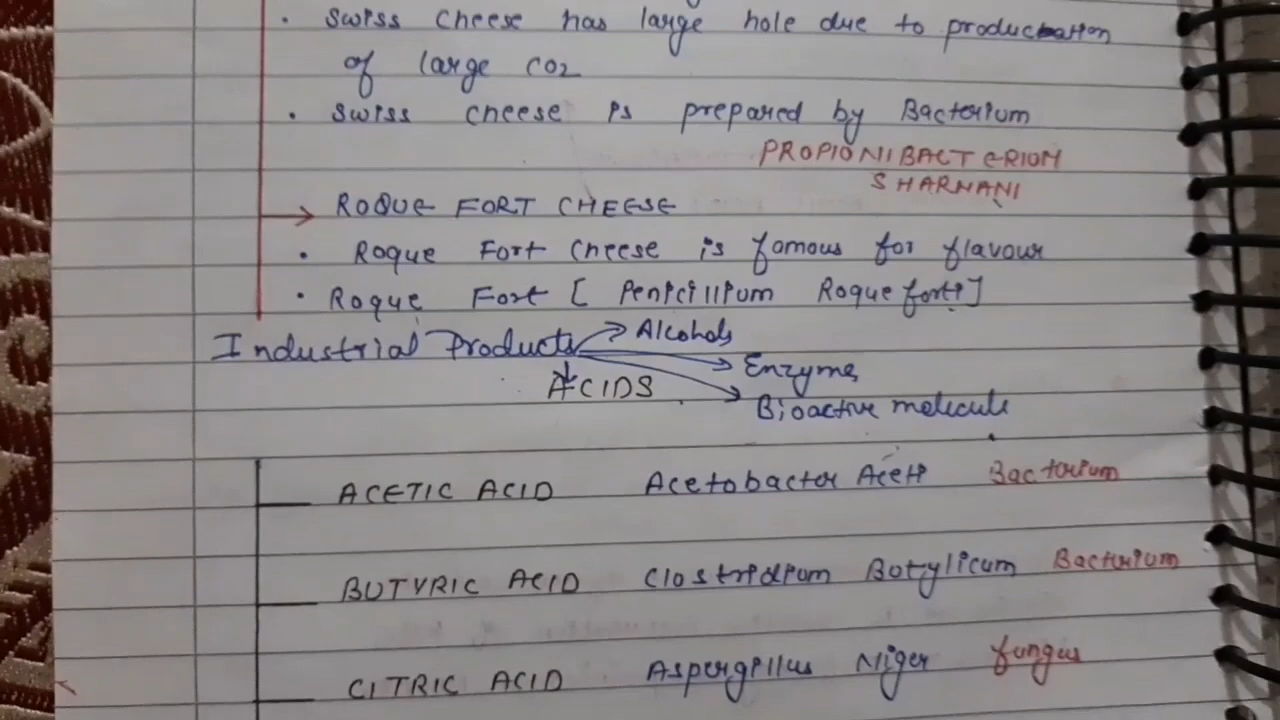 • Swiss cheese has large hole due to production
of large CO2
• Swiss cheese is prepared by Bacterium
PROPIONIBACTERIUM
SHARMANI
→ ROQUE FORT CHEESE
• Roque Fort cheese is famous for flavour
• Roque Fort [ Penicillium Roque forti]
Industrial Products → Alcohols
→ Enzymes
ACIDS
→ Bioactive molecule
ACETIC ACID Acetobacter Aceti Bacterium
BUTYRIC ACID Clostridium Botylicum Bacterium
CITRIC ACID Aspergillus Niger fungus